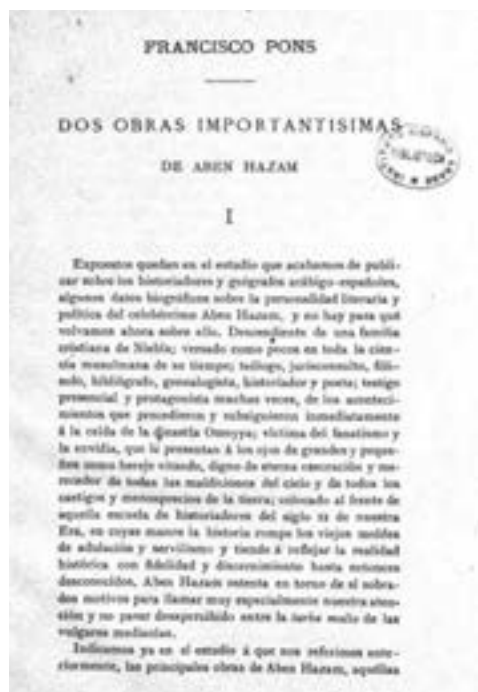 FRANCISCO PONS
DOS OBRAS IMPORTANTISIMAS
DE ABEN HAZAM
I
Expuestos quedan en el estudio que acabamos de publi-
car sobre los historiadores y geógrafos arábigo-españoles,
algunos datos biográficos sobre la personalidad literaria y
política del celebérrimo Aben Hazam, y no hay para qué
volvamos ahora sobre ello. Descendiente de una familia
cristiana de Niebla; versado como pocos en toda la cien-
cia musulmana de su tiempo; teólogo, jurisconsulto, filó-
sofo, bibliógrafo, genealogista, historiador y poeta; testigo
presencial y protagonista muchas veces, de los aconteci-
mientos que precedieron y subsiguieron inmediatamente
á la caída de la dinastía Omeyya; víctima del fanatismo y
la envidia, que le presentan á los ojos de grandes y peque-
ños como hereje vitando, digno de eterna execración y me-
recedor de todas las maldiciones del cielo y de todos los
castigos y menosprecios de la tierra; colocado al frente de
aquella escuela de historiadores del siglo XI de nuestra
Era, en cuyas manos la historia rompe los viejos moldes
de adulación y servilismo y tiende á reflejar la realidad
histórica con fidelidad y discernimiento hasta entonces
desconocidos, Aben Hazam ostenta en torno de sí sobra-
dos motivos para llamar muy especialmente nuestra aten-
ción y no pasar desapercibido entre la turba multa de las
vulgares medianías.
Indicamos ya en el estudio á que nos referimos ante-
riormente, las principales obras de Aben Hazam, aquéllas